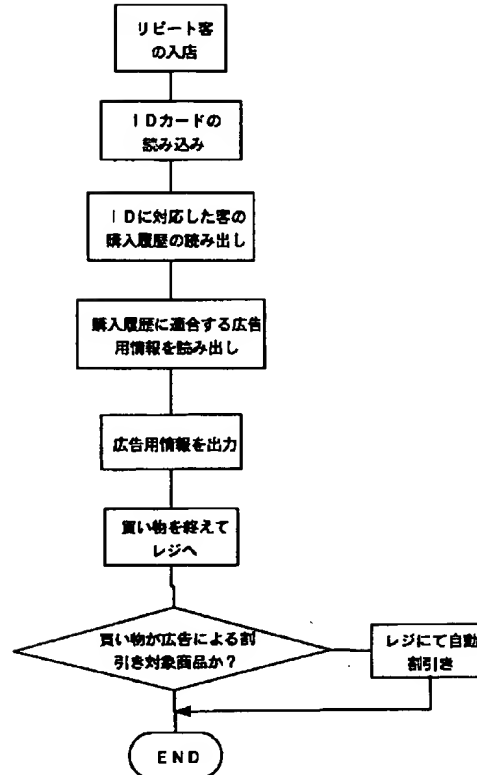 リピート客
の入店
IDカードの
読み込み
IDに対応した客の
購入履歴の読み出し
購入履歴に適合する広告
用情報を読み出し
広告用情報を出力
買い物を終えて
レジへ
買い物が広告による割
引き対象商品か?
レジにて自動
割引き
END